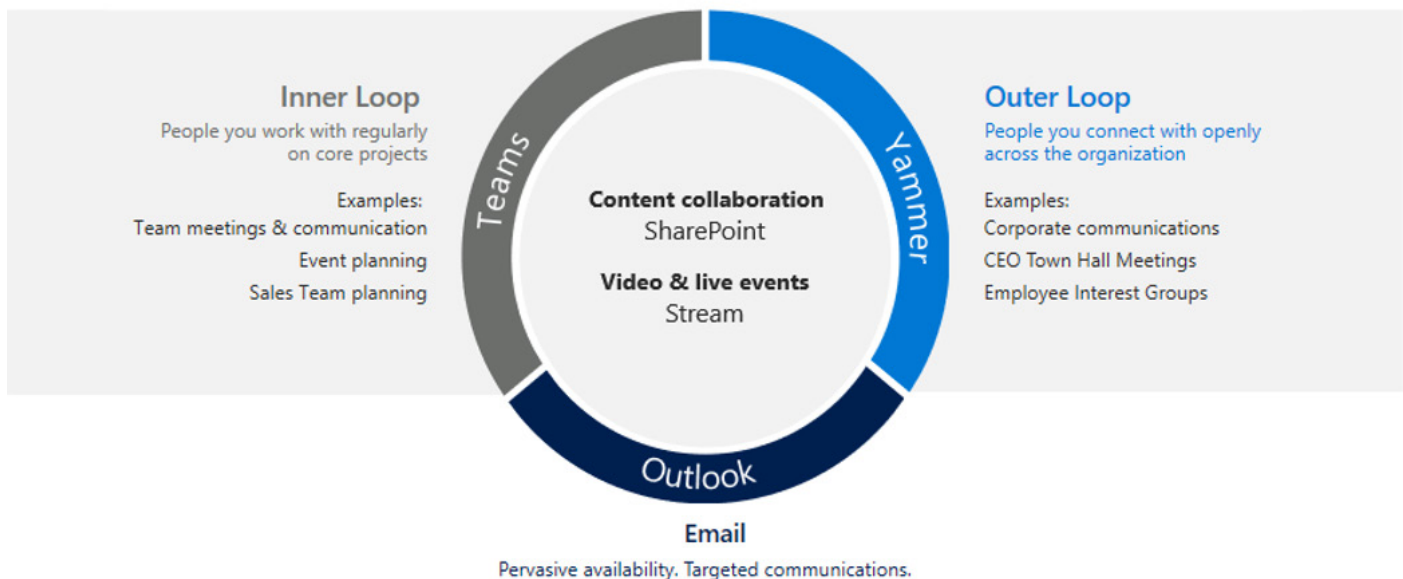 Inner Loop
People you work with regularly
on core projects
Examples:
Team meetings & communication
Event planning
Sales Team planning
Teams
Content collaboration
SharePoint
Video & live events
Stream
Yammer
Outer Loop
People you connect with openly
across the organization
Examples:
Corporate communications
CEO Town Hall Meetings
Employee Interest Groups
Outlook
Email
Pervasive availability. Targeted communications.